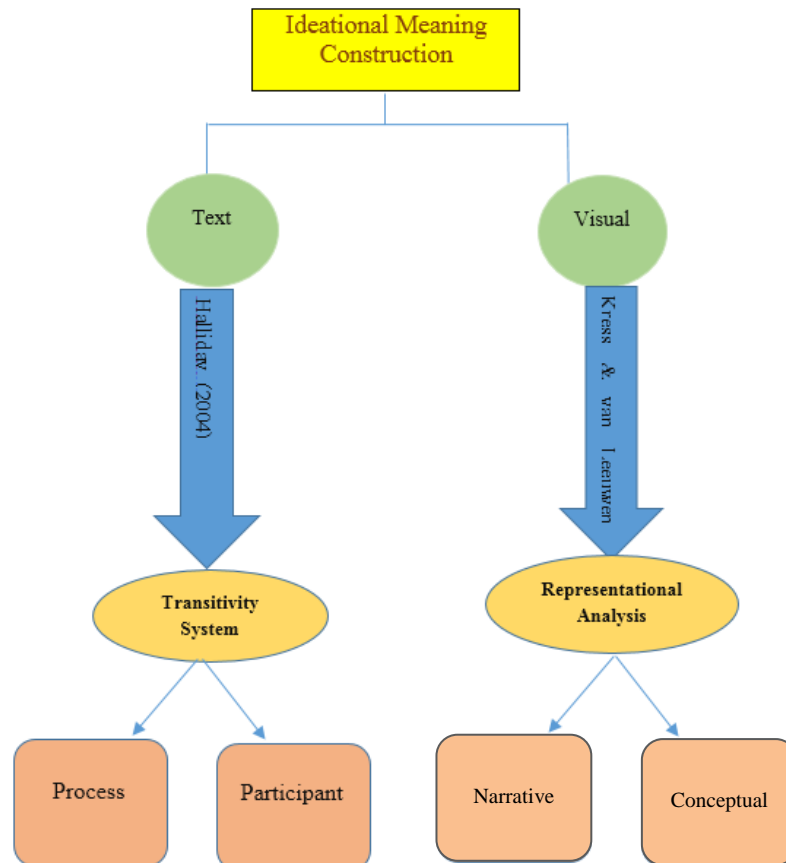 Ideational Meaning
Construction
Text
Visual
Halliday. (2004)
Kress & van Leeuwen
Transitivity
System
Representational
Analysis
Process
Participant
Narrative
Conceptual